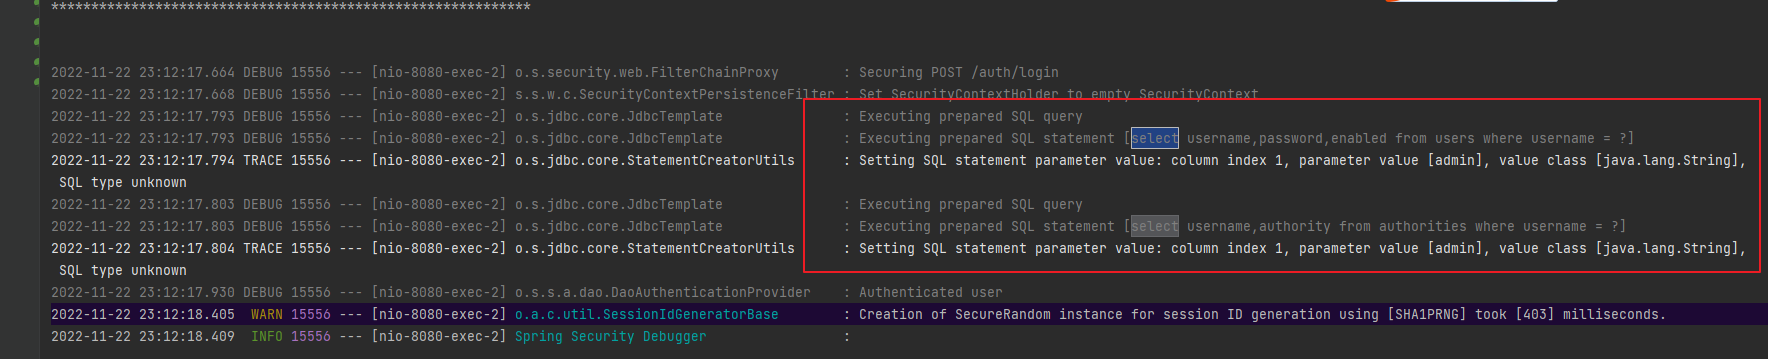 ************************************************************
2022-11-22 23:12:17.664 DEBUG 15556 --- [nio-8080-exec-2] o.s.security.web.FilterChainProxy        : Securing POST /auth/login
2022-11-22 23:12:17.668 DEBUG 15556 --- [nio-8080-exec-2] s.s.w.c.SecurityContextPersistenceFilter : Set SecurityContextHolder to empty SecurityContext
2022-11-22 23:12:17.793 DEBUG 15556 --- [nio-8080-exec-2] o.s.jdbc.core.JdbcTemplate               : Executing prepared SQL query
2022-11-22 23:12:17.793 DEBUG 15556 --- [nio-8080-exec-2] o.s.jdbc.core.JdbcTemplate               : Executing prepared SQL statement [select username,password,enabled from users where username = ?]
2022-11-22 23:12:17.794 TRACE 15556 --- [nio-8080-exec-2] o.s.jdbc.core.StatementCreatorUtils      : Setting SQL statement parameter value: column index 1, parameter value [admin], value class [java.lang.String],
 SQL type unknown
2022-11-22 23:12:17.803 DEBUG 15556 --- [nio-8080-exec-2] o.s.jdbc.core.JdbcTemplate               : Executing prepared SQL query
2022-11-22 23:12:17.803 DEBUG 15556 --- [nio-8080-exec-2] o.s.jdbc.core.JdbcTemplate               : Executing prepared SQL statement [select username,authority from authorities where username = ?]
2022-11-22 23:12:17.804 TRACE 15556 --- [nio-8080-exec-2] o.s.jdbc.core.StatementCreatorUtils      : Setting SQL statement parameter value: column index 1, parameter value [admin], value class [java.lang.String],
 SQL type unknown
2022-11-22 23:12:17.930 DEBUG 15556 --- [nio-8080-exec-2] o.s.s.a.dao.DaoAuthenticationProvider    : Authenticated user
2022-11-22 23:12:18.405  WARN 15556 --- [nio-8080-exec-2] o.a.c.util.SessionIdGeneratorBase        : Creation of SecureRandom instance for session ID generation using [SHA1PRNG] took [403] milliseconds.
2022-11-22 23:12:18.409  INFO 15556 --- [nio-8080-exec-2] Spring Security Debugger                 :